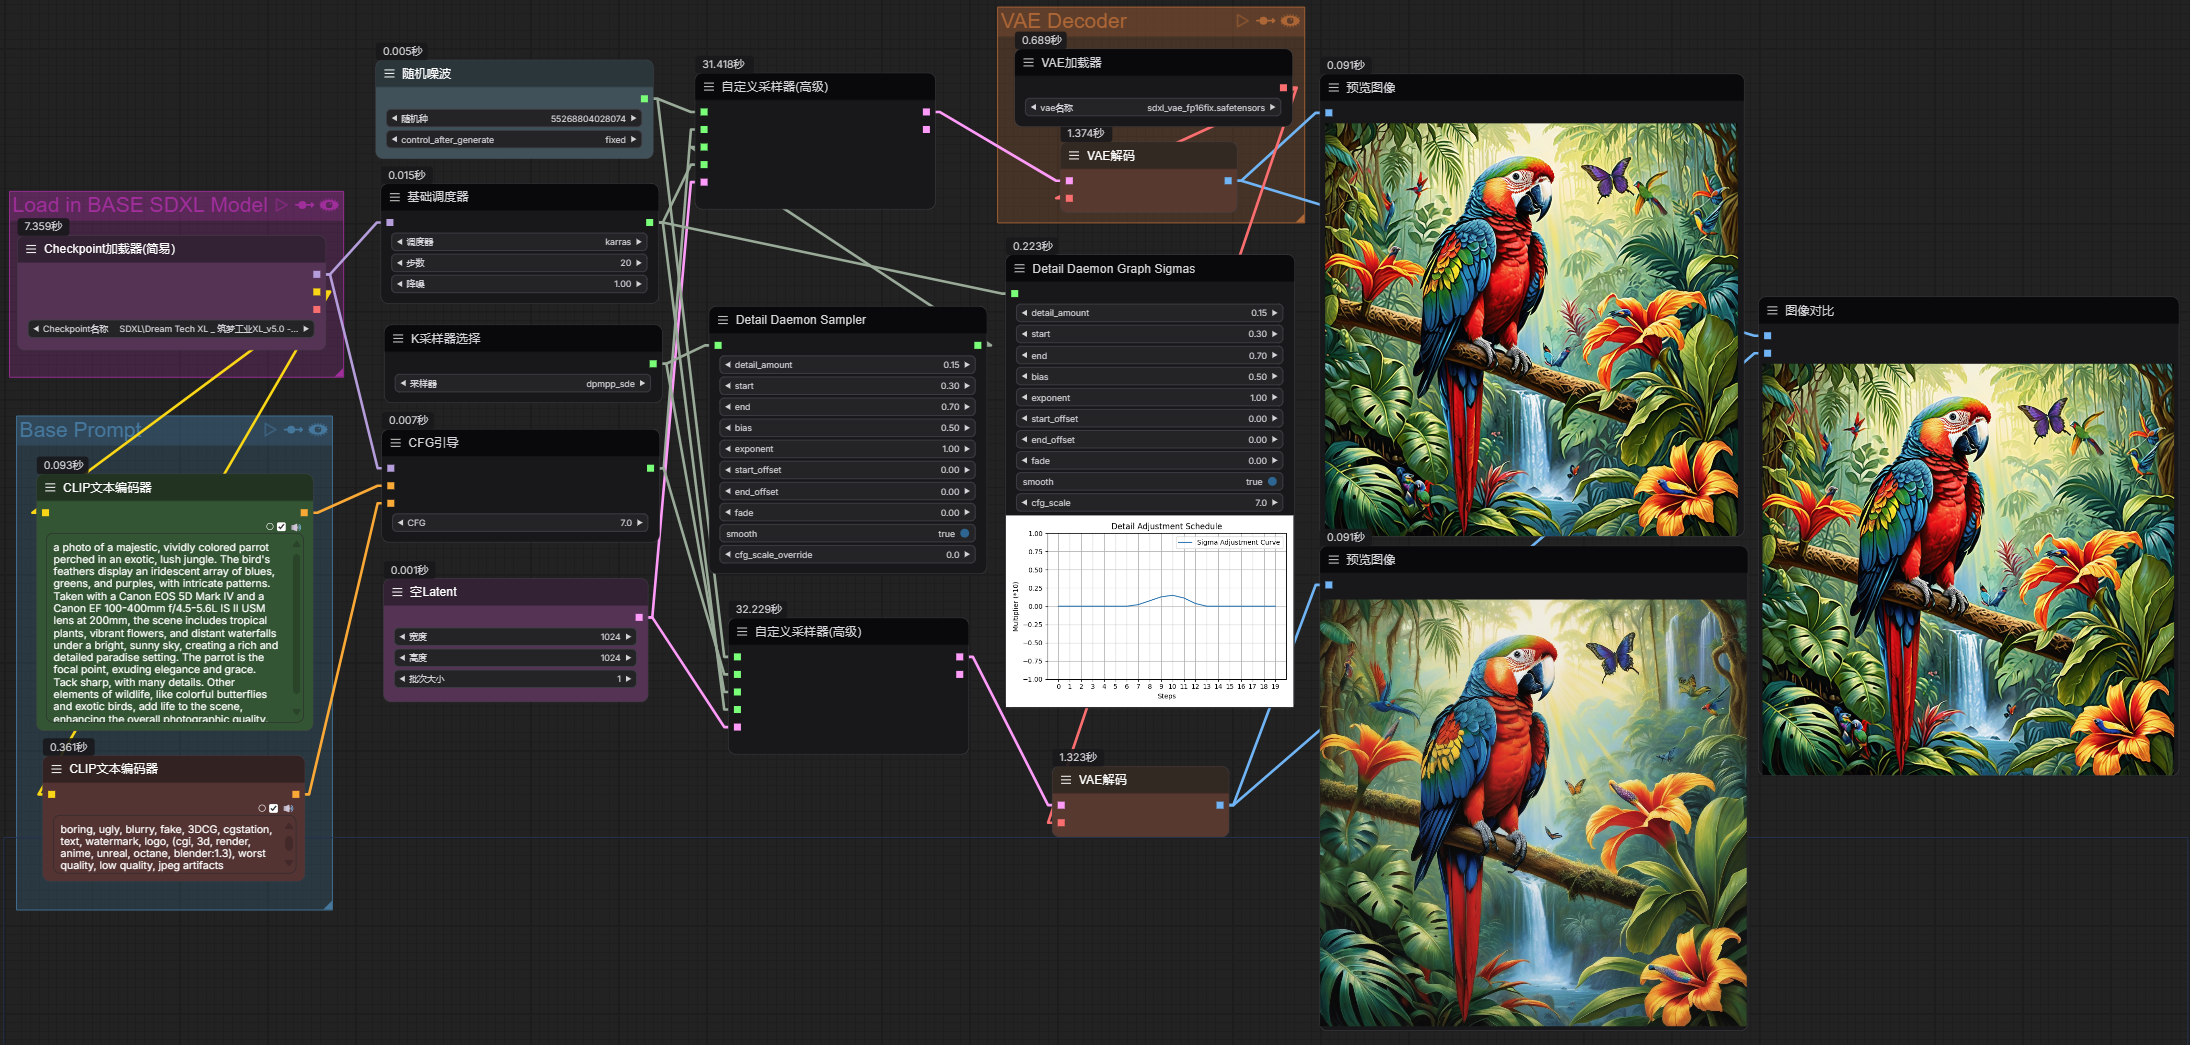 Load in BASE SDXL Model
7.359秒
Checkpoint加载器(简易)
Checkpoint名称 SDXL\Dream Tech XL _ 筑梦工业XL_v5.0 -...
Base Prompt
0.093秒
CLIP文本编码器
a photo of a majestic, vividly colored parrot
perched in an exotic, lush jungle. The bird's
feathers display an iridescent array of blues,
greens, and purples, with intricate patterns.
Taken with a Canon EOS 5D Mark IV and a
Canon EF 100-400mm f/4.5-5.6L IS II USM
lens at 200mm, the scene includes tropical
plants, vibrant flowers, and distant waterfalls
under a bright, sunny sky, creating a rich and
detailed paradise setting. The parrot is the
focal point, exuding elegance and grace.
Tack sharp, with many details. Other
elements of wildlife, like colorful butterflies
and exotic birds, add life to the scene,
enhancing the overall photographic quality.
0.361秒
CLIP文本编码器
boring, ugly, blurry, fake, 3DCG, cgstation,
text, watermark, logo, (cgi, 3d, render,
anime, unreal, octane, blender:1.3), worst
quality, low quality, jpeg artifacts
0.005秒
随机噪波
随机种 55268804028074
control_after_generate fixed
0.015秒
基础调度器
调度器 karras
步数 20
降噪 1.00
K采样器选择
采样器 dpmpp_sde
0.007秒
CFG引导
CFG 7.0
0.001秒
空Latent
宽度 1024
高度 1024
批次大小 1
31.418秒
自定义采样器(高级)
Detail Daemon Sampler
detail_amount 0.15
start 0.30
end 0.70
bias 0.50
exponent 1.00
start_offset 0.00
end_offset 0.00
fade 0.00
smooth true
cfg_scale_override 0.0
32.229秒
自定义采样器(高级)
VAE Decoder
0.689秒
VAE加载器
vae名称 sdxl_vae_fp16fix.safetensors
1.374秒
VAE解码
0.223秒
Detail Daemon Graph Sigmas
detail_amount 0.15
start 0.30
end 0.70
bias 0.50
exponent 1.00
start_offset 0.00
end_offset 0.00
fade 0.00
smooth true
cfg_scale 7.0
Detail Adjustment Schedule
Sigma Adjustment Curve
1.00
0.75
0.50
0.25
0.00
−0.25
−0.50
−0.75
−1.00
Multiplier (*10)
0 1 2 3 4 5 6 7 8 9 10 11 12 13 14 15 16 17 18 19
Steps
1.323秒
VAE解码
0.091秒
预览图像
0.091秒
预览图像
图像对比